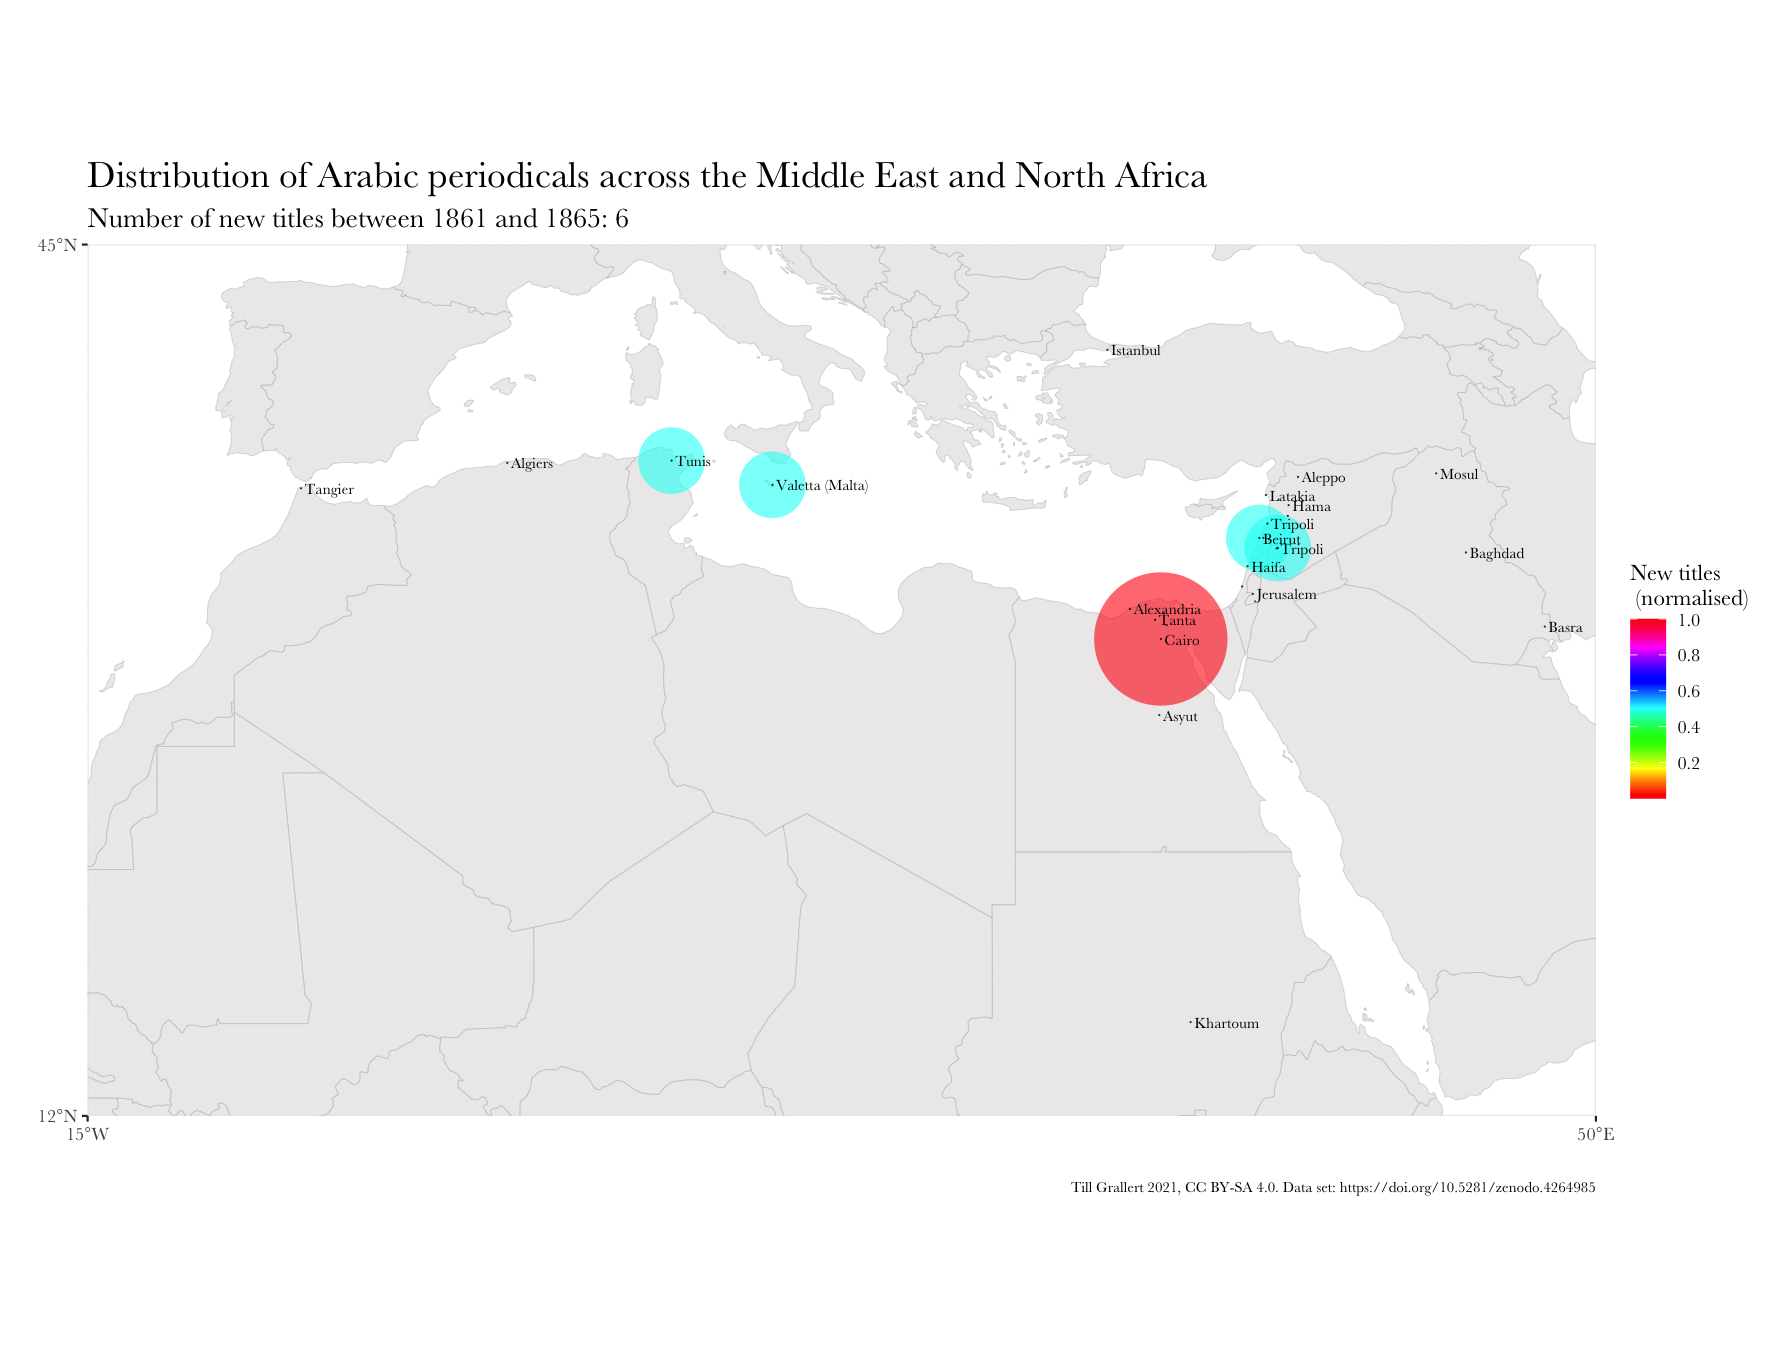 Distribution of Arabic periodicals across the Middle East and North Africa
Number of new titles between 1861 and 1865: 6
45°N
Istanbul
Algiers
Tunis
Tangier
Valetta (Malta)
Aleppo
Mosul
Latakia
Hama
Tripoli
Beirut
Tripoli
Baghdad
Haifa
Jerusalem
Alexandria
Tanta
Cairo
Basra
Asyut
Khartoum
New titles
(normalised)
1.0
0.8
0.6
0.4
0.2
12°N
15°W
50°E
Till Grallert 2021, CC BY-SA 4.0. Data set: https://doi.org/10.5281/zenodo.4264985